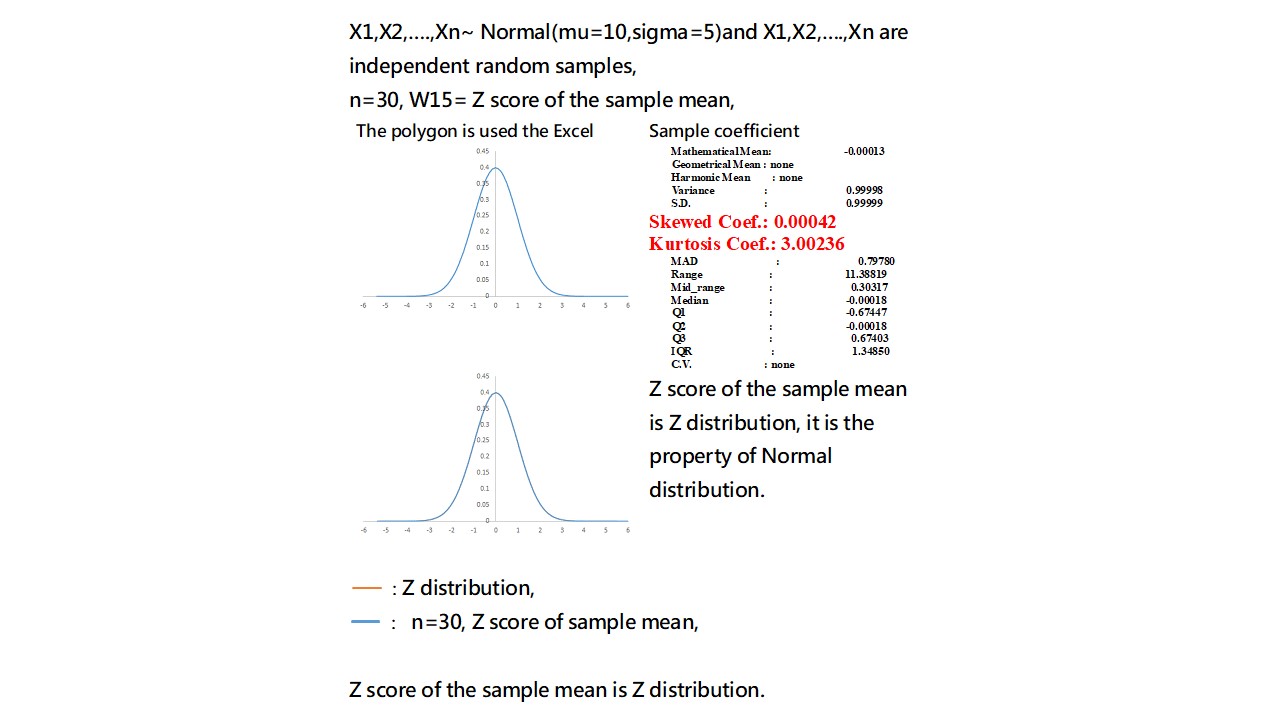 X1,X2,....,Xn~ Normal(mu=10,sigma=5)and X1,X2,....,Xn are
independent random samples,
n=30, W15= Z score of the sample mean,
The polygon is used the Excel
Sample coefficient
0.45
0.4
0.35
0.3
0.25
0.2
0.15
0.1
0.05
0
-6 -5 -4 -3 -2 -1 0 1 2 3 4 5 6
MathematicalMean: -0.00013
Geometrical Mean : none
Harmonic Mean : none
Variance : 0.99998
S.D. : 0.99999
Skewed Coef.: 0.00042
Kurtosis Coef.: 3.00236
MAD : 0.79780
Range : 11.38819
Mid_range : 0.30317
Median : -0.00018
Q1 : -0.67447
Q2 : -0.00018
Q3 : 0.67403
IQR : 1.34850
C.V. : none
0.45
0.4
0.35
0.3
0.25
0.2
0.15
0.1
0.05
0
-6 -5 -4 -3 -2 -1 0 1 2 3 4 5 6
Z score of the sample mean
is Z distribution, it is the
property of Normal
distribution.
: Z distribution,
: n=30, Z score of sample mean,
Z score of the sample mean is Z distribution.